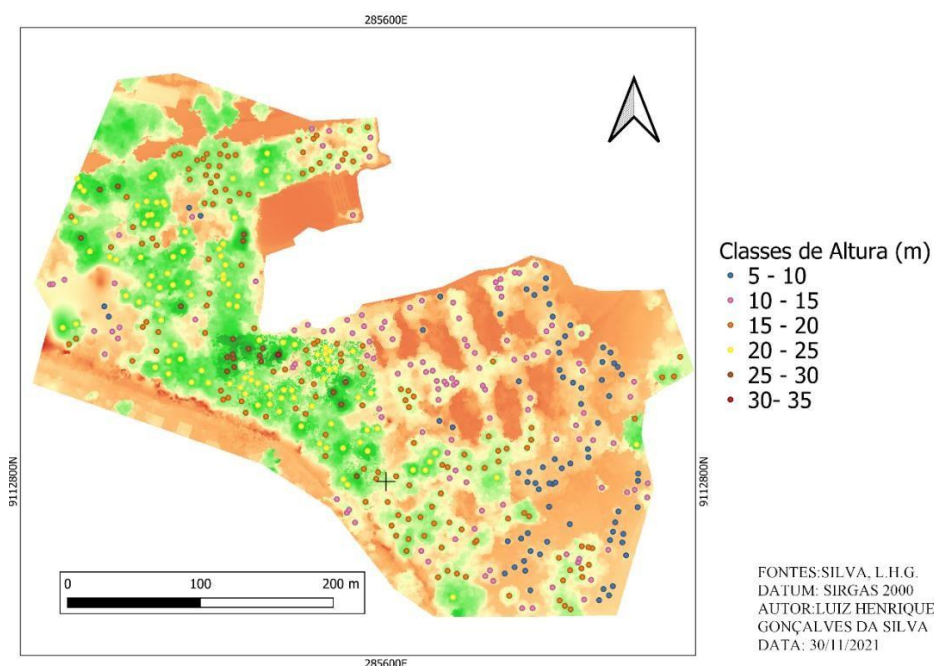 285600E
Classes de Altura (m)
5 - 10
10 - 15
15 - 20
20 - 25
25 - 30
30- 35
9112800N
9112800N
0 100 200 m
FONTES:SILVA, L.H.G.
DATUM: SIRGAS 2000
AUTOR:LUIZ HENRIQUE
GONÇALVES DA SILVA
DATA: 30/11/2021
285600E